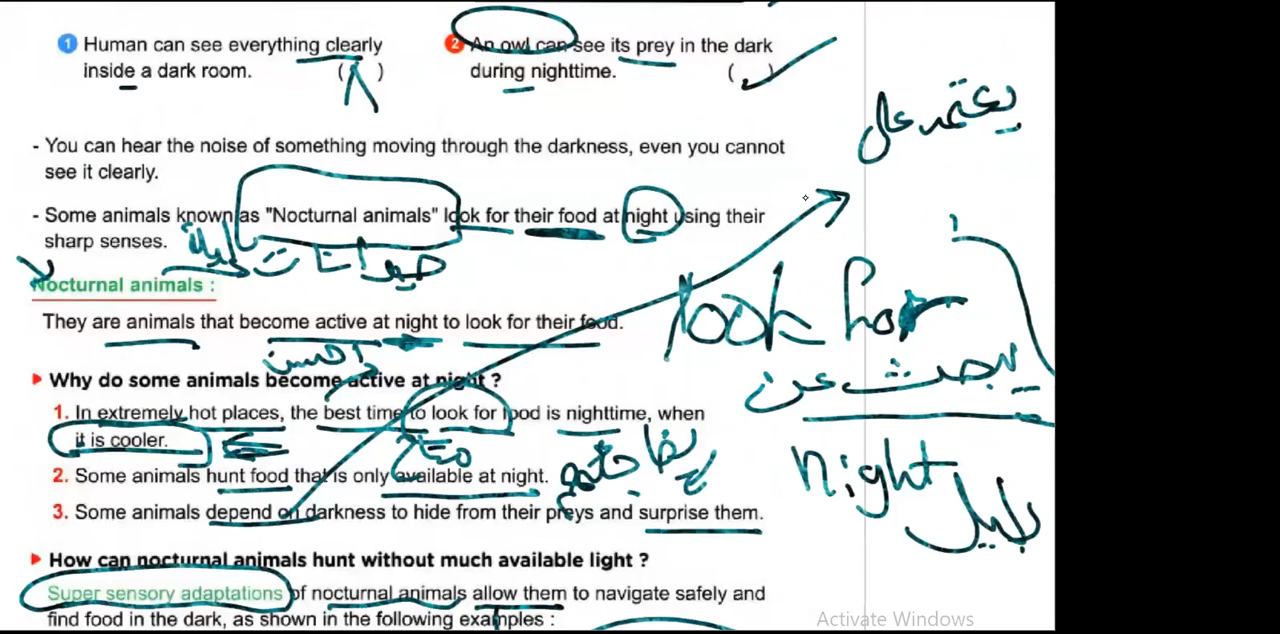 1 Human can see everything clearly inside a dark room. ( )
2 An owl can see its prey in the dark during nighttime. ( )
يعتمد على
- You can hear the noise of something moving through the darkness, even you cannot
see it clearly.
- Some animals known as "Nocturnal animals" look for their food at night using their
sharp senses.
حيوانات ليلية
Nocturnal animals :
look for
They are animals that become active at night to look for their food.
يبحث عن
Why do some animals become active at night ?
1. In extremely hot places, the best time to look for food is nighttime, when
it is cooler.
متاح
night
2. Some animals hunt food that is only available at night.
3. Some animals depend on darkness to hide from their preys and surprise them.
How can nocturnal animals hunt without much available light ?
Super sensory adaptations of nocturnal animals allow them to navigate safely and
find food in the dark, as shown in the following examples :
Activate Windows